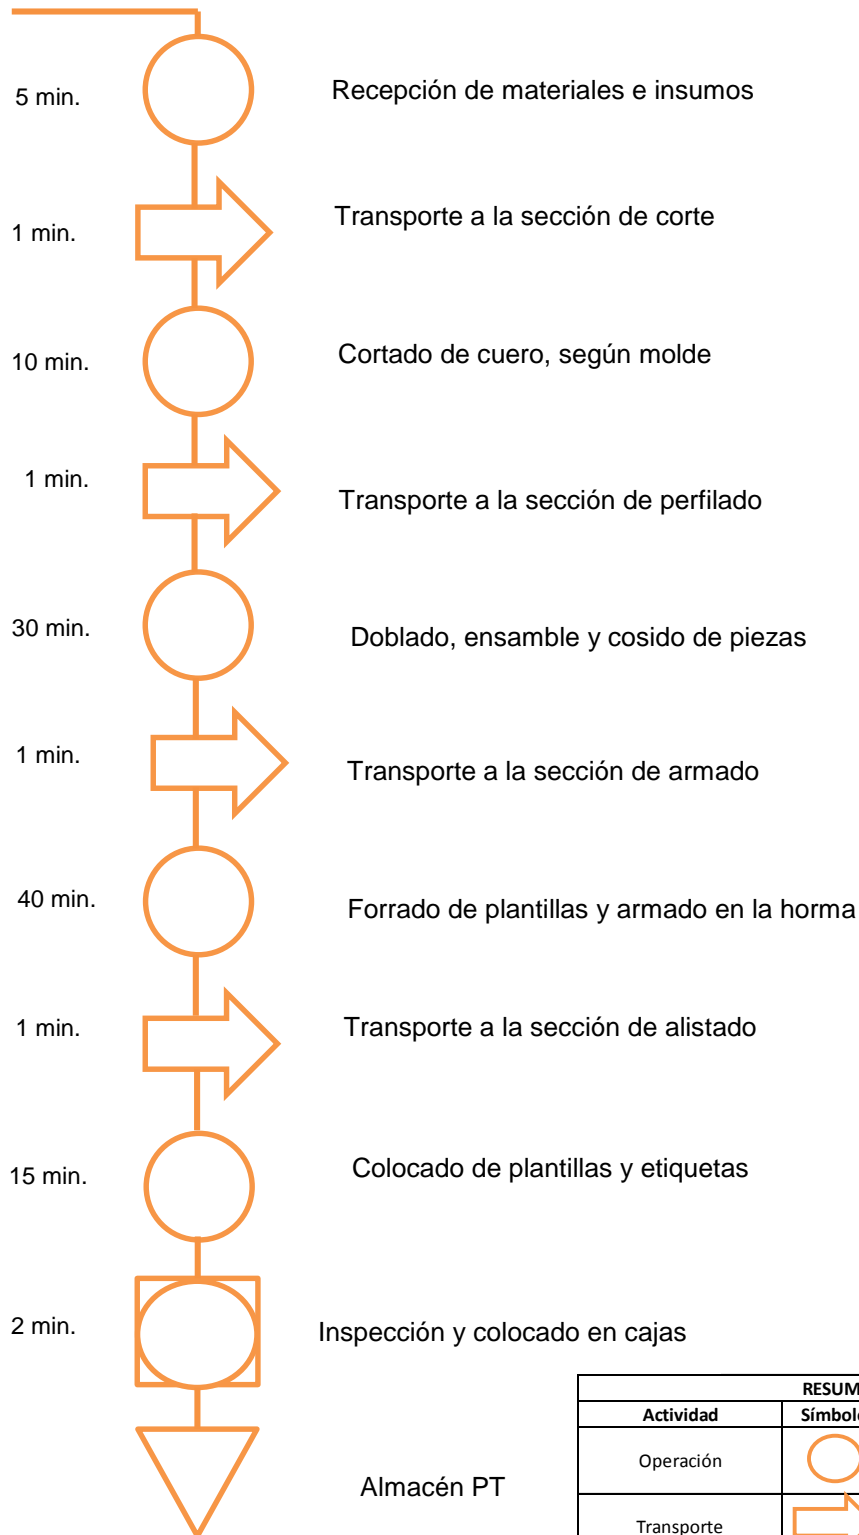 5 min.
Recepción de materiales e insumos
1 min.
Transporte a la sección de corte
10 min.
Cortado de cuero, según molde
1 min.
Transporte a la sección de perfilado
30 min.
Doblado, ensamble y cosido de piezas
1 min.
Transporte a la sección de armado
40 min.
Forrado de plantillas y armado en la horma
1 min.
Transporte a la sección de alistado
15 min.
Colocado de plantillas y etiquetas
2 min.
Inspección y colocado en cajas
Almacén PT
RESUM
Actividad Símbolo
Operación
Transporte